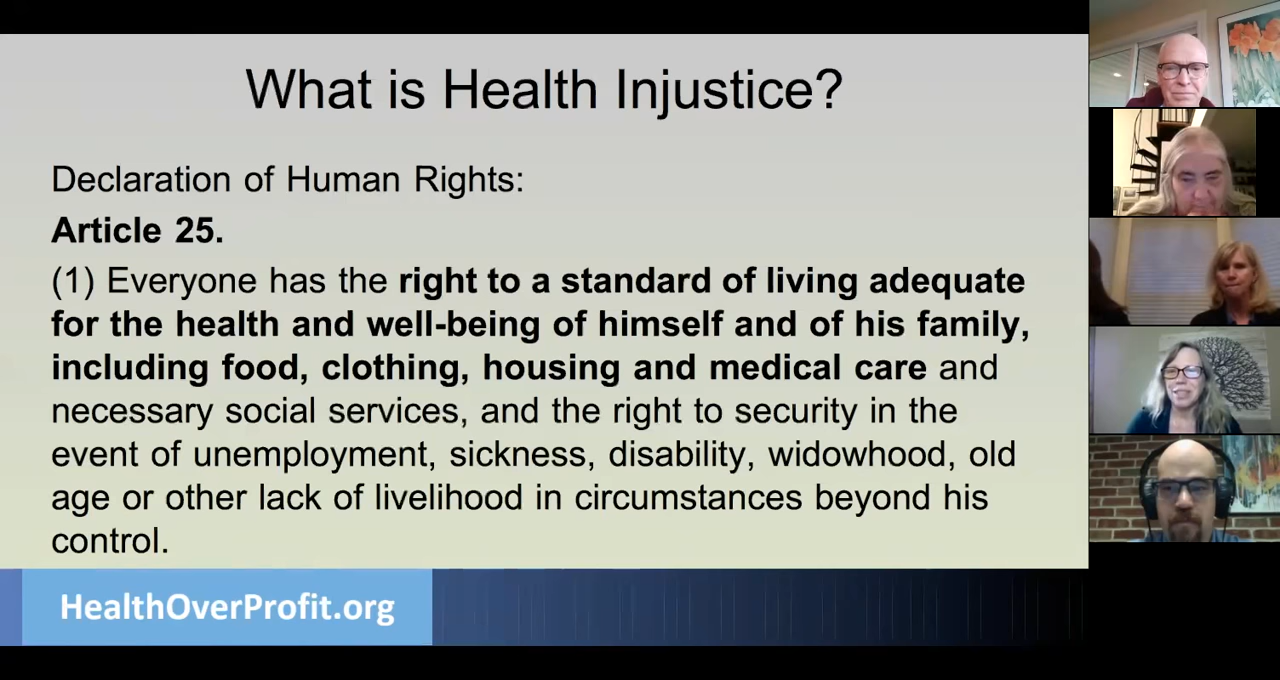 What is Health Injustice?
Declaration of Human Rights:
Article 25.
(1) Everyone has the right to a standard of living adequate
for the health and well-being of himself and of his family,
including food, clothing, housing and medical care and
necessary social services, and the right to security in the
event of unemployment, sickness, disability, widowhood, old
age or other lack of livelihood in circumstances beyond his
control.
HealthOverProfit.org